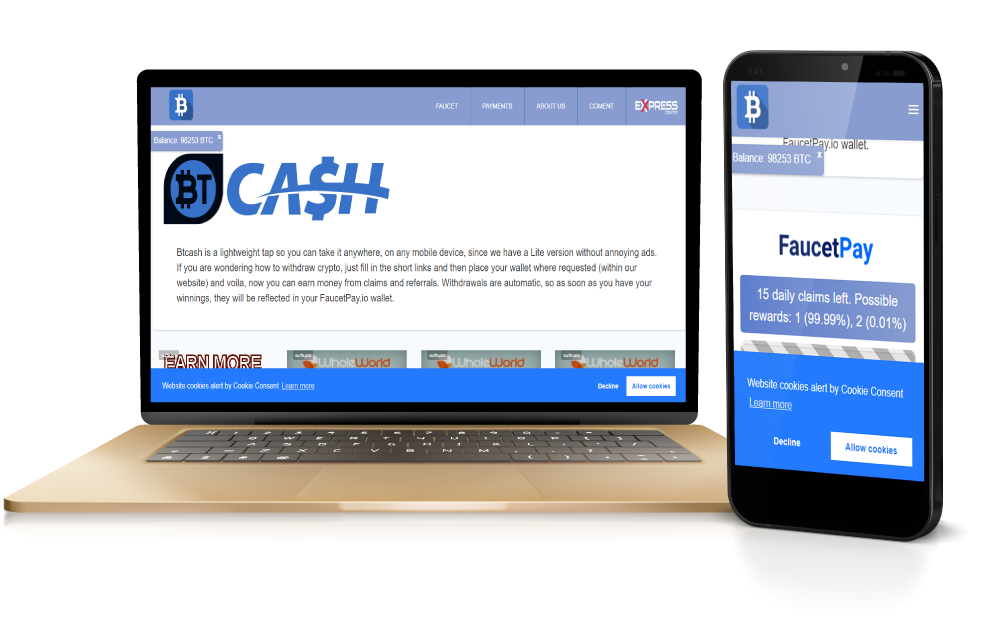 FAUCET PAYMENTS ABOUT US COMENT EXPRESS
Balance: 98253 BTC x
BT CA$H
Btcash is a lightweight tap so you can take it anywhere, on any mobile device, since we have a Lite version without annoying ads.
If you are wondering how to withdraw crypto, just fill in the short links and then place your wallet where requested (within our
website) and voila, now you can earn money from claims and referrals. Withdrawals are automatic, so as soon as you have your
winnings, they will be reflected in your FaucetPay.io wallet.
EARN MORE WholeWorld WholeWorld WholeWorld
Website cookies alert by Cookie Consent Learn more Decline Allow cookies
FaucetPay.io wallet.
Balance: 98253 BTC x
FaucetPay
15 daily claims left. Possible
rewards: 1 (99.99%), 2 (0.01%)
Website cookies alert by Cookie Consent
Learn more
Decline Allow cookies